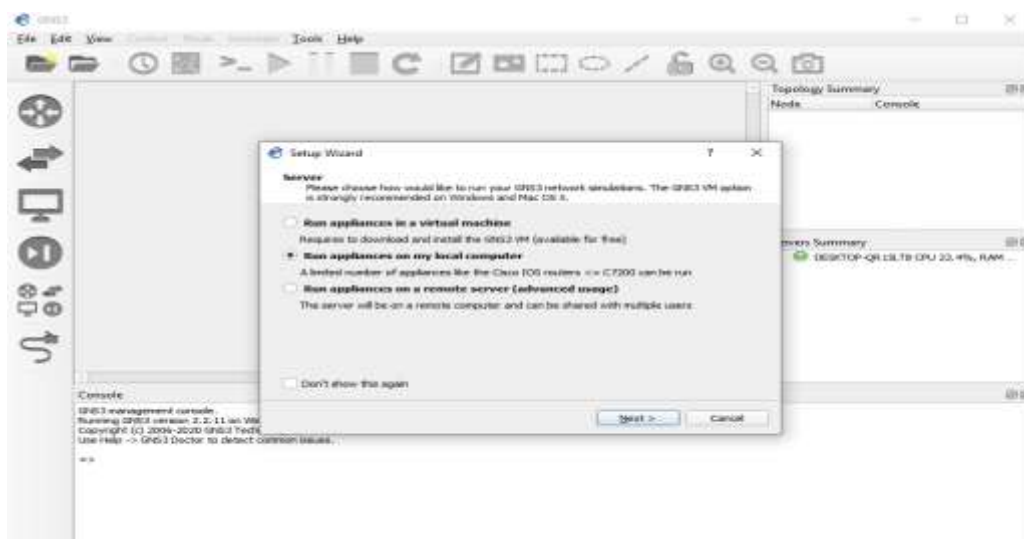 GNS3
File Edit View Control Node Annotate Tools Help
Topology Summary
Node Console
Setup Wizard ? ×
Server
Please choose how would like to run your GNS3 network simulations. The GNS3 VM option
is strongly recommended on Windows and Mac OS X.
Run appliances in a virtual machine
Requires to download and install the GNS3 VM (available for free)
Run appliances on my local computer
A limited number of appliances like the Cisco IOS routers <= C7200 can be run
Run appliances on a remote server (advanced usage)
The server will be on a remote computer and can be shared with multiple users
Don't show this again
Next > Cancel
Summary
CPU RAM ...
Console
GNS3 management console.
Running GNS3 version 2.2.11 on
Copyright (c) 2006-2020 GNS3
Use Help -> GNS3 Doctor to detect common issues.
=>